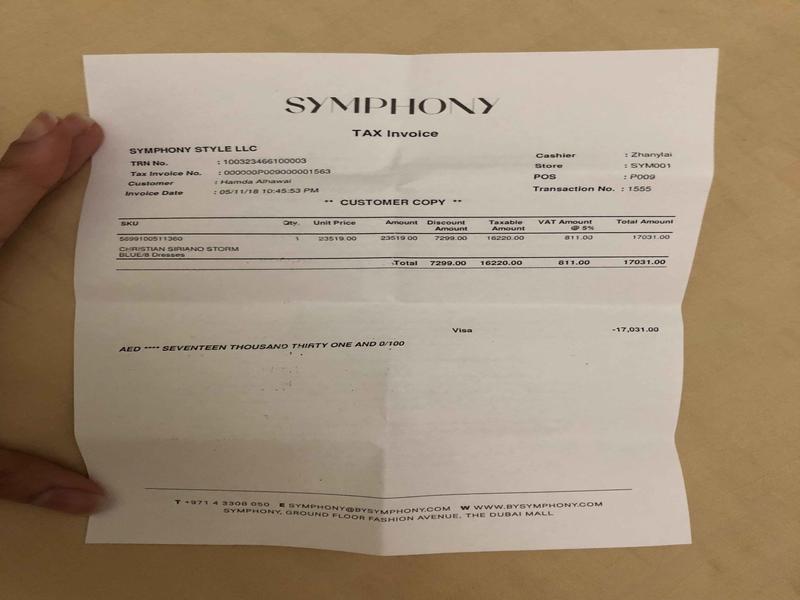 SYMPHONY
TAX Invoice
SYMPHONY STYLE LLC
TRN No. : 100323466100003
Tax Invoice No. : 000000P009000001563
Customer : Hamda Alhawai
Invoice Date : 05/11/18 10:45:53 PM
Cashier : Zhanylai
Store : SYM001
POS : P009
Transaction No. : 1555
** CUSTOMER COPY **
SKU Qty. Unit Price Amount Discount Amount Taxable Amount VAT Amount @ 5% Total Amount
5699100511360 1 23519.00 23519.00 7299.00 16220.00 811.00 17031.00
CHRISTIAN SIRIANO STORM
BLUE/8 Dresses
Total 7299.00 16220.00 811.00 17031.00
Visa -17,031.00
AED **** SEVENTEEN THOUSAND THIRTY ONE AND 0/100
T +971 4 3308 050 E SYMPHONY@BYSYMPHONY.COM W WWW.BYSYMPHONY.COM
SYMPHONY, GROUND FLOOR FASHION AVENUE, THE DUBAI MALL